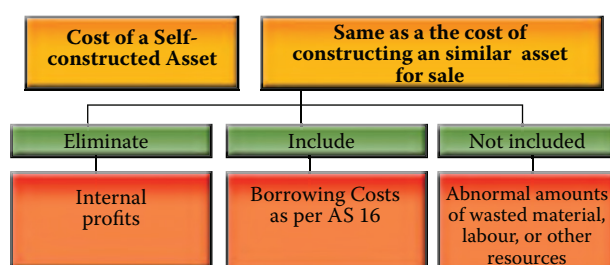 Cost of a Self-
constructed Asset
Same as a the cost of
constructing an similar asset
for sale
Eliminate
Include
Not included
Internal
profits
Borrowing Costs
as per AS 16
Abnormal amounts
of wasted material,
labour, or other
resources